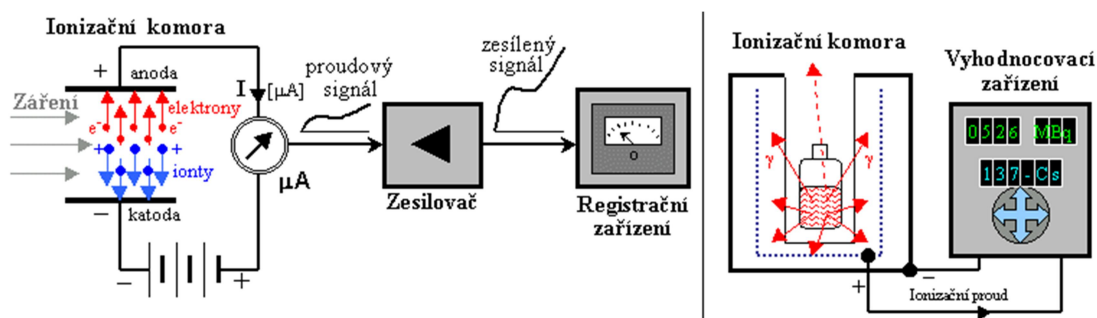 Ionizační komora
+
anoda
I
[μA]
proudový
signál
zesílený
signál
Záření
elektrony
e⁻ e⁻
+ +
ionty
μA
−
katoda
Zesilovač
0
Registrační
zařízení
− +
Ionizační komora
Vyhodnocovací
zařízení
0526 MBq
137-Cs
γ γ
+ −
Ionizační proud